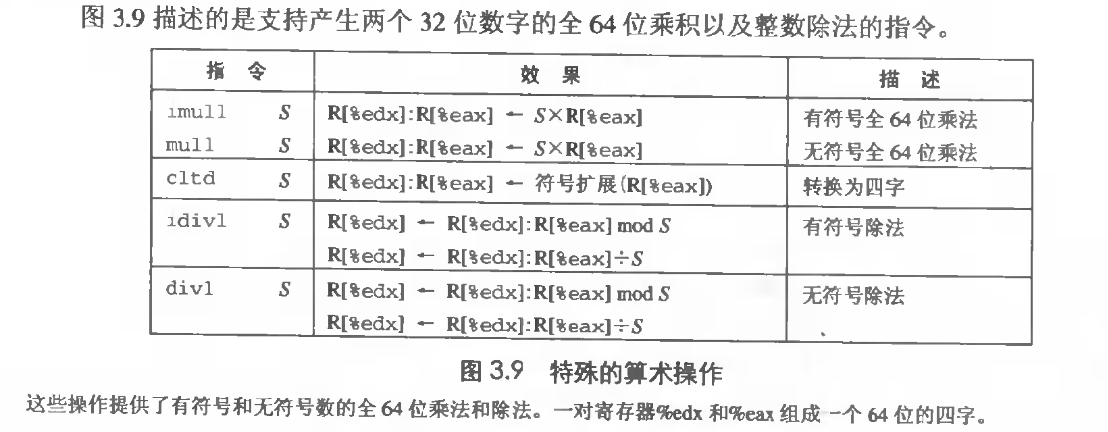 图 3.9 描述的是支持产生两个 32 位数字的全 64 位乘积以及整数除法的指令。
指 令 效 果 描 述
imull S R[%edx]:R[%eax] ← S×R[%eax] 有符号全 64 位乘法
mull S R[%edx]:R[%eax] ← S×R[%eax] 无符号全 64 位乘法
cltd S R[%edx]:R[%eax] ← 符号扩展(R[%eax]) 转换为四字
idivl S R[%edx] ← R[%edx]:R[%eax] mod S 有符号除法
R[%edx] ← R[%edx]:R[%eax]÷S
divl S R[%edx] ← R[%edx]:R[%eax] mod S 无符号除法
R[%edx] ← R[%edx]:R[%eax]÷S
图 3.9 特殊的算术操作
这些操作提供了有符号和无符号数的全 64 位乘法和除法。一对寄存器%edx 和%eax 组成一个 64 位的四字。